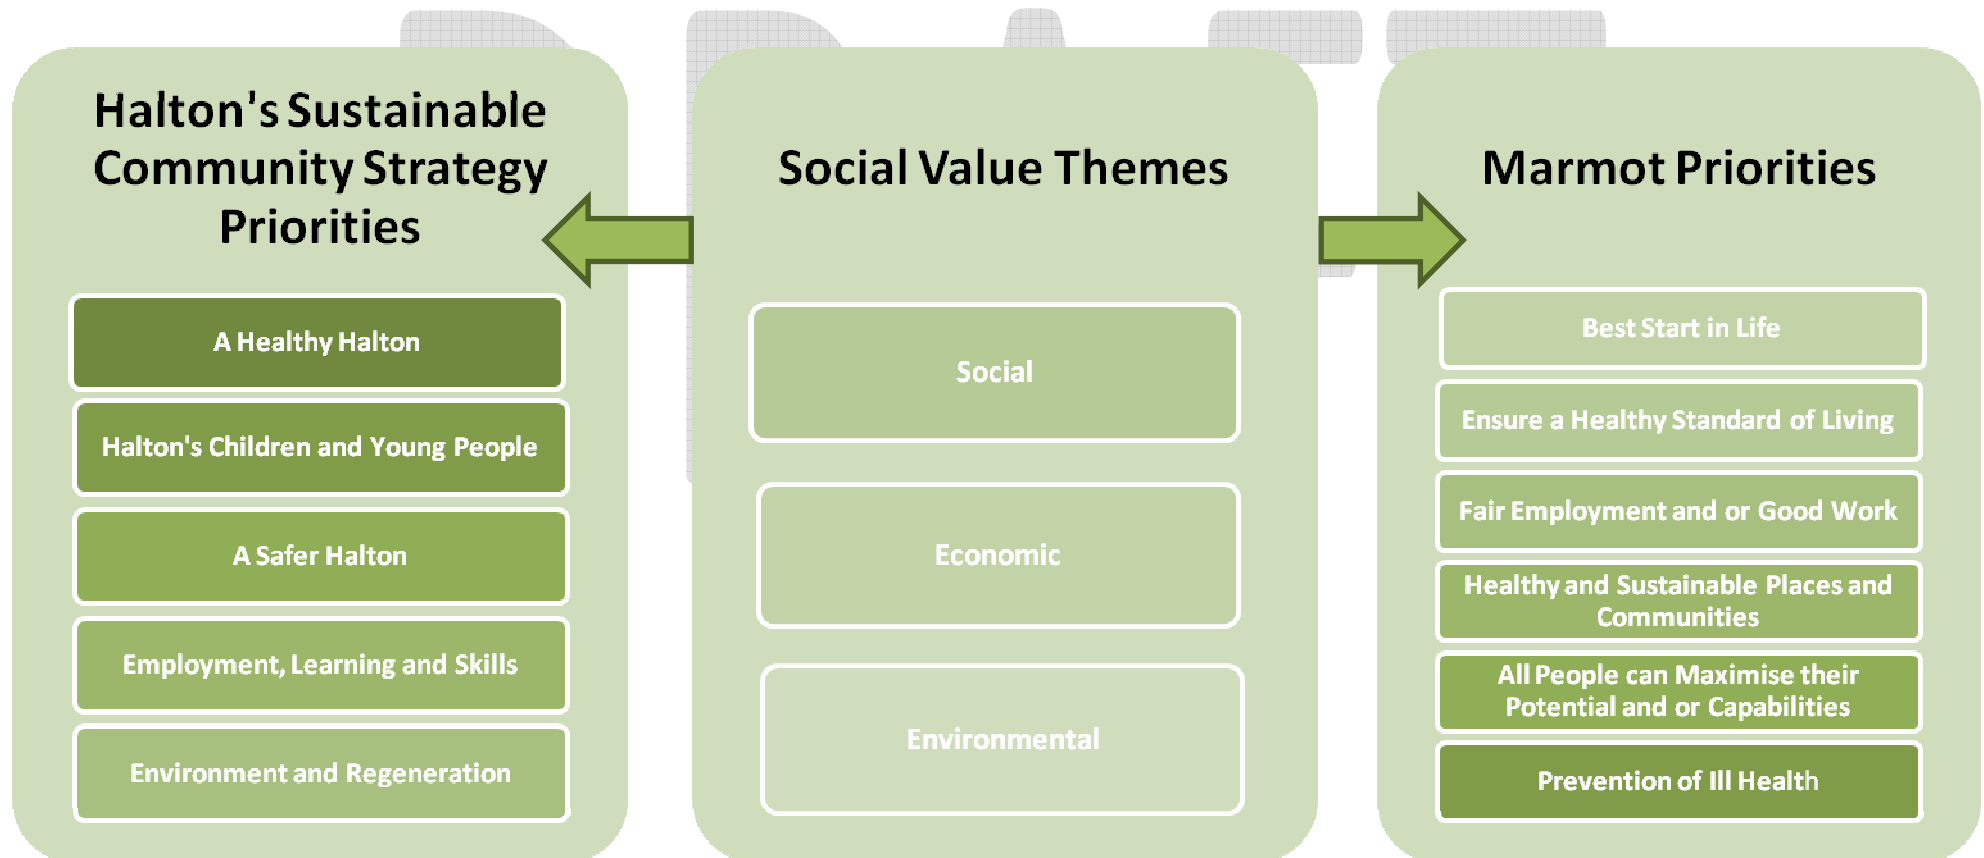 Halton's Sustainable
Community Strategy
Priorities
A Healthy Halton
Halton's Children and Young People
A Safer Halton
Employment, Learning and Skills
Environment and Regeneration
Social Value Themes
Social
Economic
Environmental
Marmot Priorities
Best Start in Life
Ensure a Healthy Standard of Living
Fair Employment and or Good Work
Healthy and Sustainable Places and
Communities
All People can Maximise their
Potential and or Capabilities
Prevention of Ill Health